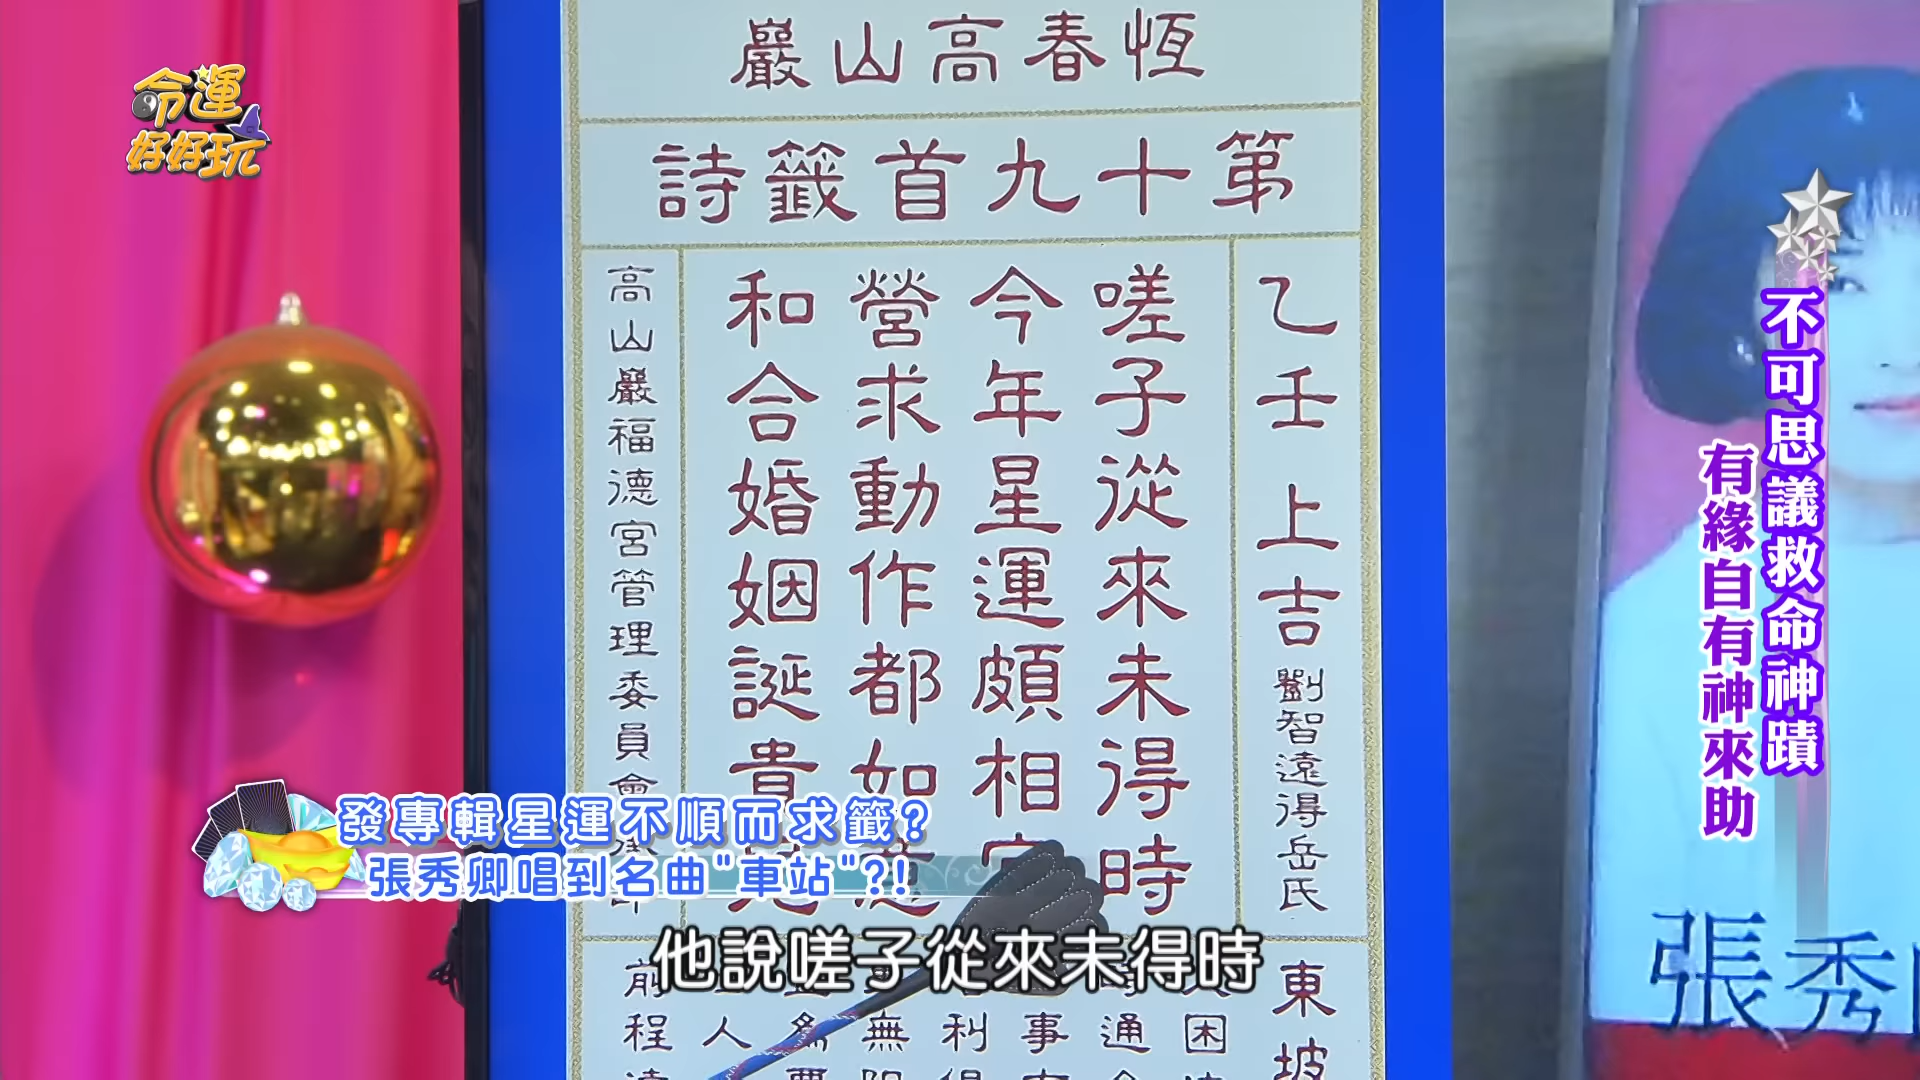 命運
好好玩
恆春高山巖
第十九首籤詩
乙壬 上吉 劉智遠得岳氏
嗟子從來未得時
今年星運頗相
營求動作都如
和合婚姻誕貴
高山巖福德宮管理委員會
東坡
困
通
事
利
無
人
前程
不可思議救命神蹟
有緣自有神來助
張秀
發專輯星運不順而求籤?
張秀卿唱到名曲"車站"?!
他說嗟子從來未得時